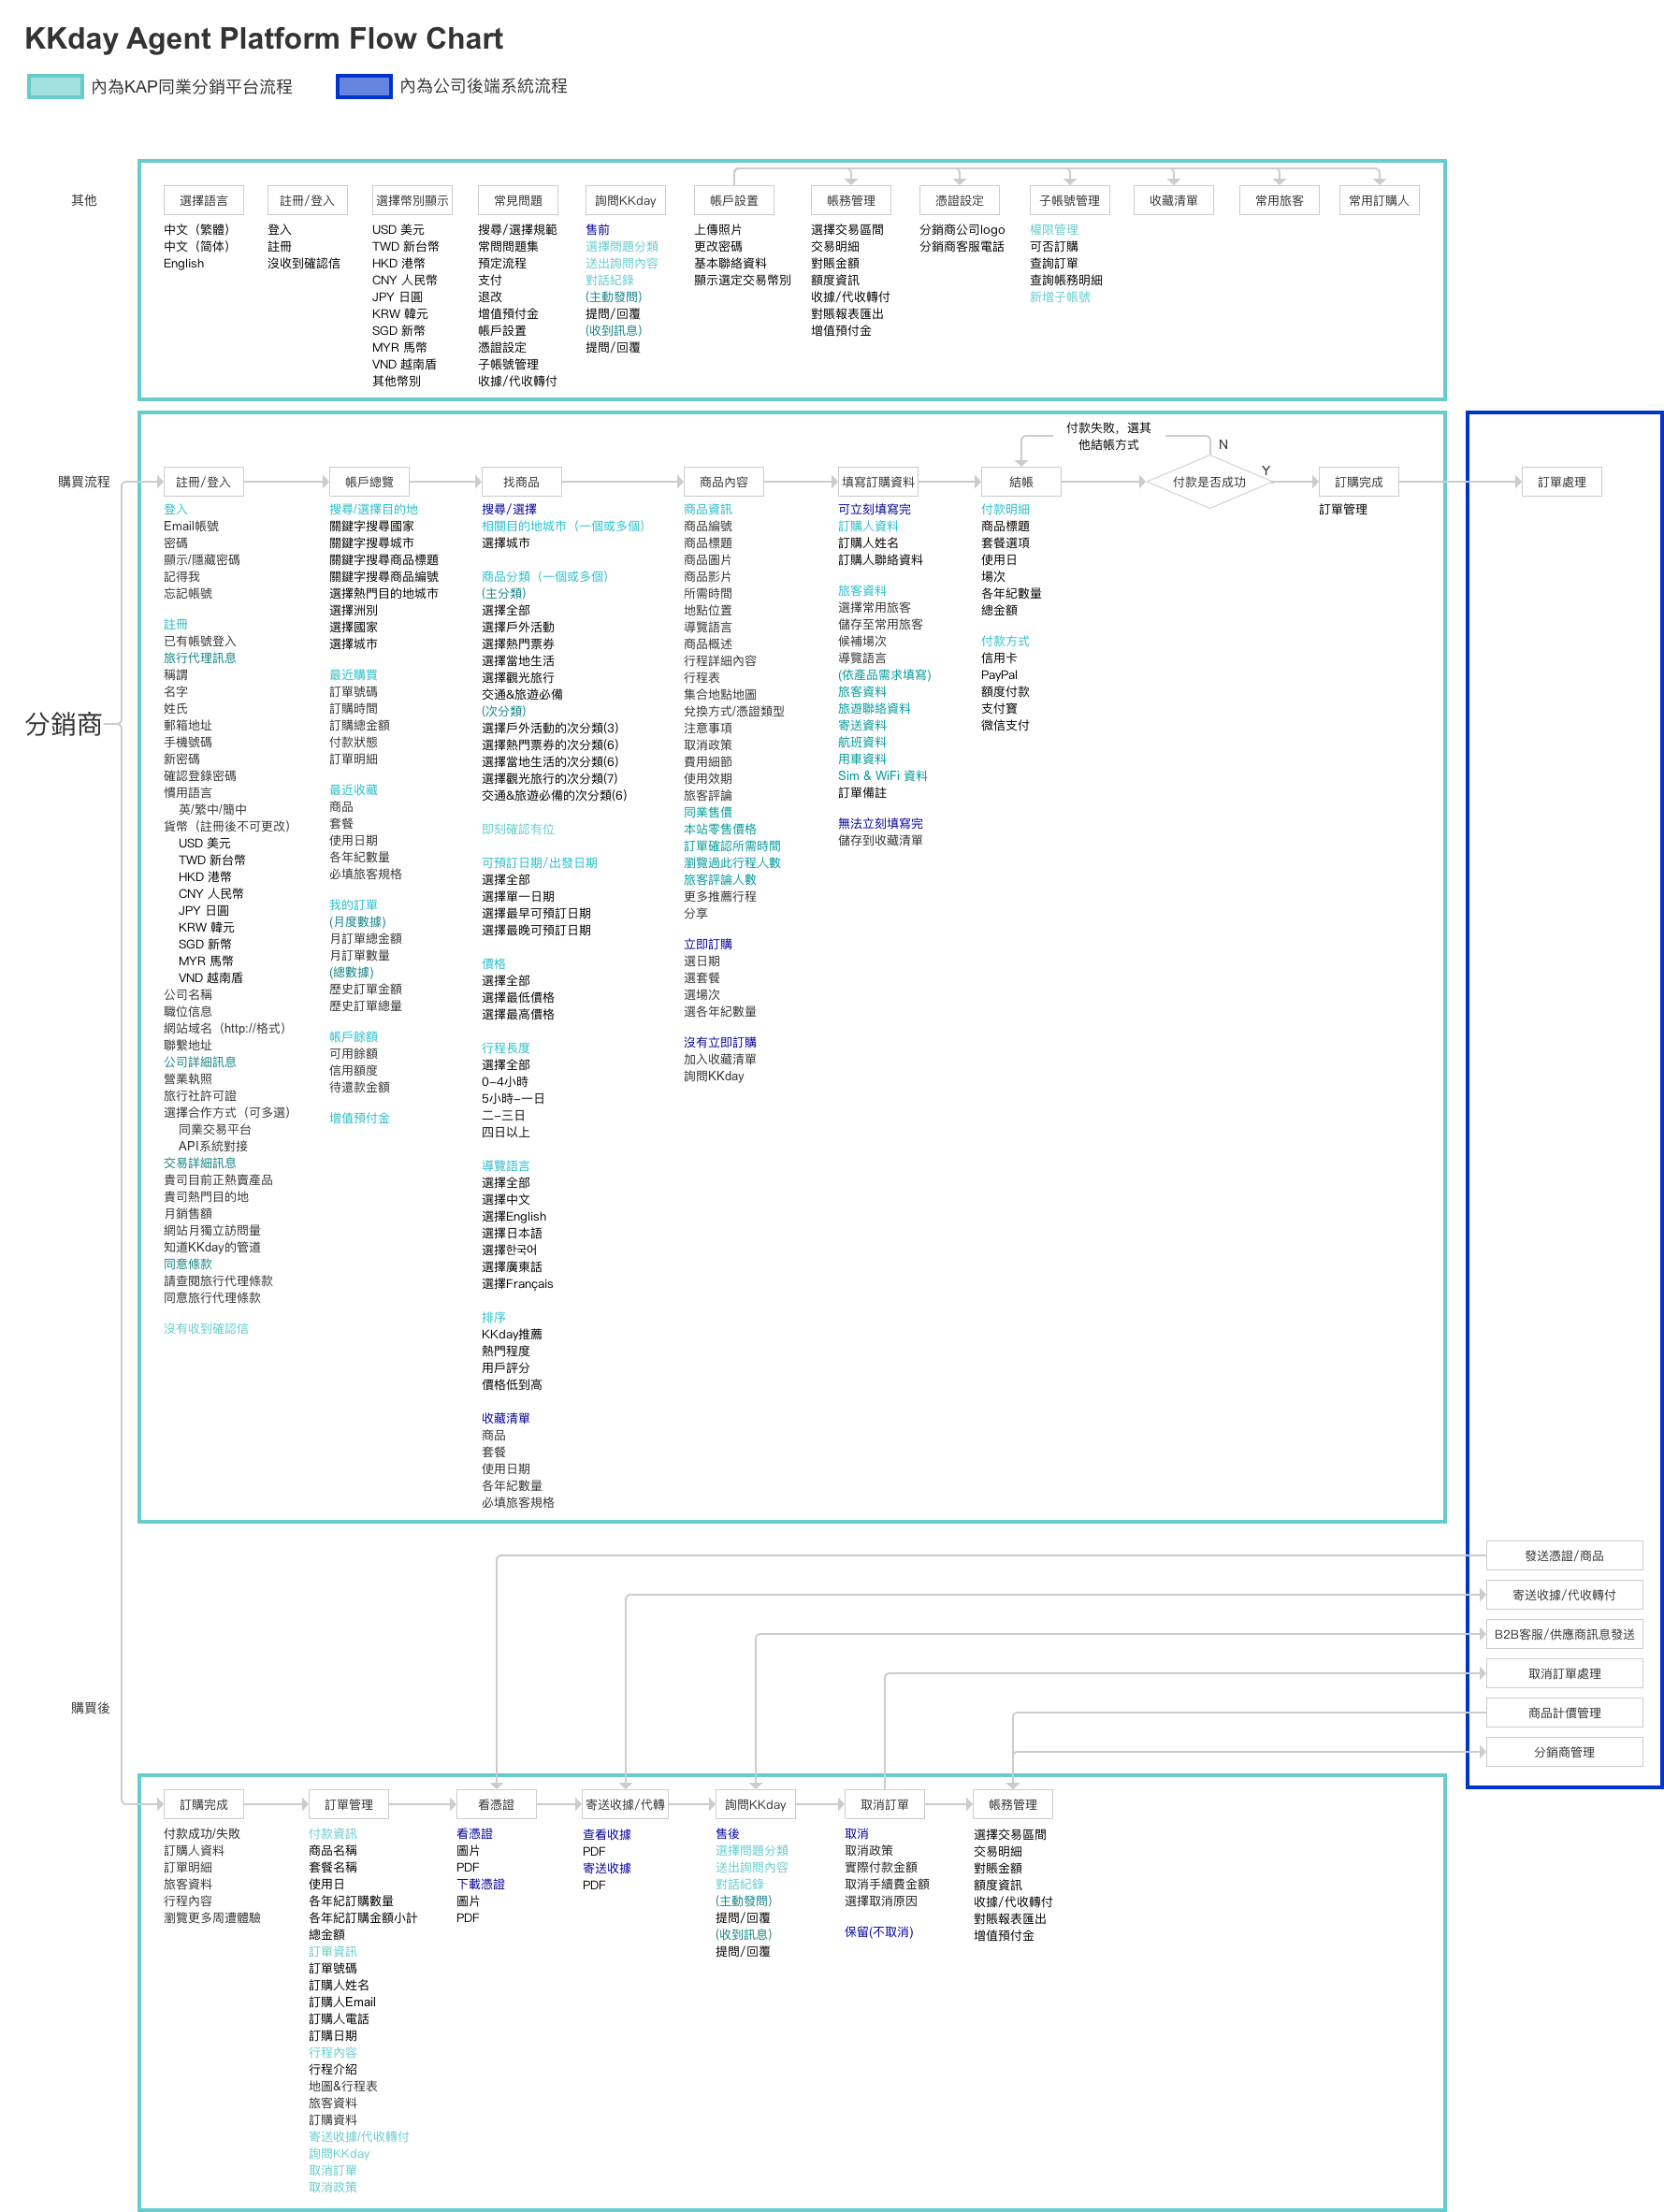 KKday Agent Platform Flow Chart
內為KAP同業分銷平台流程
內為公司後端系統流程
其他
選擇語言
中文（繁體）
中文（简体）
English
註冊/登入
登入
註冊
沒收到確認信
選擇幣別顯示
USD 美元
TWD 新台幣
HKD 港幣
CNY 人民幣
JPY 日圓
KRW 韓元
SGD 新幣
MYR 馬幣
VND 越南盾
其他幣別
常見問題
搜尋/選擇規範
常問問題集
預定流程
支付
退改
增值預付金
帳戶設置
憑證設定
子帳號管理
收據/代收轉付
詢問KKday
售前
選擇問題分類
送出詢問內容
對話紀錄
(主動發問)
提問/回覆
(收到訊息)
提問/回覆
帳戶設置
上傳照片
更改密碼
基本聯絡資料
顯示選定交易幣別
帳務管理
選擇交易區間
交易明細
對賬金額
額度資訊
收據/代收轉付
對賬報表匯出
增值預付金
憑證設定
分銷商公司logo
分銷商客服電話
子帳號管理
權限管理
可否訂購
查詢訂單
查詢帳務明細
新增子帳號
收藏清單
常用旅客
常用訂購人
購買流程
分銷商
註冊/登入
登入
Email帳號
密碼
顯示/隱藏密碼
記得我
忘記帳號
註冊
已有帳號登入
旅行代理訊息
稱謂
名字
姓氏
郵箱地址
手機號碼
新密碼
確認登錄密碼
慣用語言
英/繁中/簡中
貨幣（註冊後不可更改）
USD 美元
TWD 新台幣
HKD 港幣
CNY 人民幣
JPY 日圓
KRW 韓元
SGD 新幣
MYR 馬幣
VND 越南盾
公司名稱
職位信息
網站域名（http://格式）
聯繫地址
公司詳細訊息
營業執照
旅行社許可證
選擇合作方式（可多選）
同業交易平台
API系統對接
交易詳細訊息
貴司目前正熱賣產品
貴司熱門目的地
月銷售額
網站月獨立訪問量
知道KKday的管道
同意條款
請查閱旅行代理條款
同意旅行代理條款
沒有收到確認信
帳戶總覽
搜尋/選擇目的地
關鍵字搜尋國家
關鍵字搜尋城市
關鍵字搜尋商品標題
關鍵字搜尋商品編號
選擇熱門目的地城市
選擇洲別
選擇國家
選擇城市
最近購買
訂單號碼
訂購時間
訂購總金額
付款狀態
訂單明細
最近收藏
商品
套餐
使用日期
各年紀數量
必填旅客規格
我的訂單
(月度數據)
月訂單總金額
月訂單數量
(總數據)
歷史訂單金額
歷史訂單總量
帳戶餘額
可用餘額
信用額度
待還款金額
增值預付金
找商品
搜尋/選擇
相關目的地城市（一個或多個）
選擇城市
商品分類（一個或多個）
(主分類)
選擇全部
選擇戶外活動
選擇熱門票券
選擇當地生活
選擇觀光旅行
交通&旅遊必備
(次分類)
選擇戶外活動的次分類(3)
選擇熱門票券的次分類(6)
選擇當地生活的次分類(6)
選擇觀光旅行的次分類(7)
交通&旅遊必備的次分類(6)
即刻確認有位
可預訂日期/出發日期
選擇全部
選擇單一日期
選擇最早可預訂日期
選擇最晚可預訂日期
價格
選擇全部
選擇最低價格
選擇最高價格
行程長度
選擇全部
0–4小時
5小時–一日
二–三日
四日以上
導覽語言
選擇全部
選擇中文
選擇English
選擇日本語
選擇한국어
選擇廣東話
選擇Français
排序
KKday推薦
熱門程度
用戶評分
價格低到高
收藏清單
商品
套餐
使用日期
各年紀數量
必填旅客規格
商品內容
商品資訊
商品編號
商品標題
商品圖片
商品影片
所需時間
地點位置
導覽語言
商品概述
行程詳細內容
行程表
集合地點地圖
兌換方式/憑證類型
注意事項
取消政策
費用細節
使用效期
旅客評論
同業售價
本站零售價格
訂單確認所需時間
瀏覽過此行程人數
旅客評論人數
更多推薦行程
分享
立即訂購
選日期
選套餐
選場次
選各年紀數量
沒有立即訂購
加入收藏清單
詢問KKday
填寫訂購資料
可立刻填寫完
訂購人資料
訂購人姓名
訂購人聯絡資料
旅客資料
選擇常用旅客
儲存至常用旅客
候補場次
導覽語言
(依產品需求填寫)
旅客資料
旅遊聯絡資料
寄送資料
航班資料
用車資料
Sim & WiFi 資料
訂單備註
無法立刻填寫完
儲存到收藏清單
結帳
付款明細
商品標題
套餐選項
使用日
場次
各年紀數量
總金額
付款方式
信用卡
PayPal
額度付款
支付寶
微信支付
付款失敗，選其
他結帳方式
N
Y
付款是否成功
訂購完成
訂單管理
訂單處理
發送憑證/商品
寄送收據/代收轉付
B2B客服/供應商訊息發送
取消訂單處理
商品計價管理
分銷商管理
購買後
訂購完成
付款成功/失敗
訂購人資料
訂單明細
旅客資料
行程內容
瀏覽更多周遭體驗
訂單管理
付款資訊
商品名稱
套餐名稱
使用日
各年紀訂購數量
各年紀訂購金額小計
總金額
訂單資訊
訂單號碼
訂購人姓名
訂購人Email
訂購人電話
訂購日期
行程內容
行程介紹
地圖&行程表
旅客資料
訂購資料
寄送收據/代收轉付
詢問KKday
取消訂單
取消政策
看憑證
看憑證
圖片
PDF
下載憑證
圖片
PDF
寄送收據/代轉
查看收據
PDF
寄送收據
PDF
詢問KKday
售後
選擇問題分類
送出詢問內容
對話紀錄
(主動發問)
提問/回覆
(收到訊息)
提問/回覆
取消訂單
取消
取消政策
實際付款金額
取消手續費金額
選擇取消原因
保留(不取消)
帳務管理
選擇交易區間
交易明細
對賬金額
額度資訊
收據/代收轉付
對賬報表匯出
增值預付金